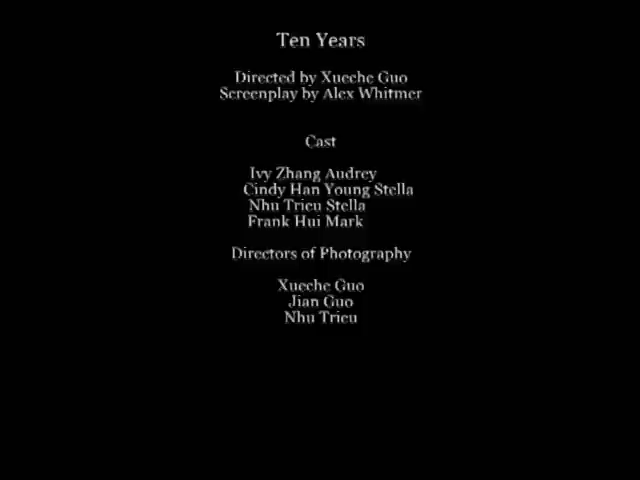 Ten Years
Directed by Xueche Guo
Screenplay by Alex Whitmer
Cast
Ivy Zhang Audrey
Cindy Han Young Stella
Nhu Trieu Stella
Frank Hui Mark
Directors of Photography
Xueche Guo
Jian Guo
Nhu Trieu